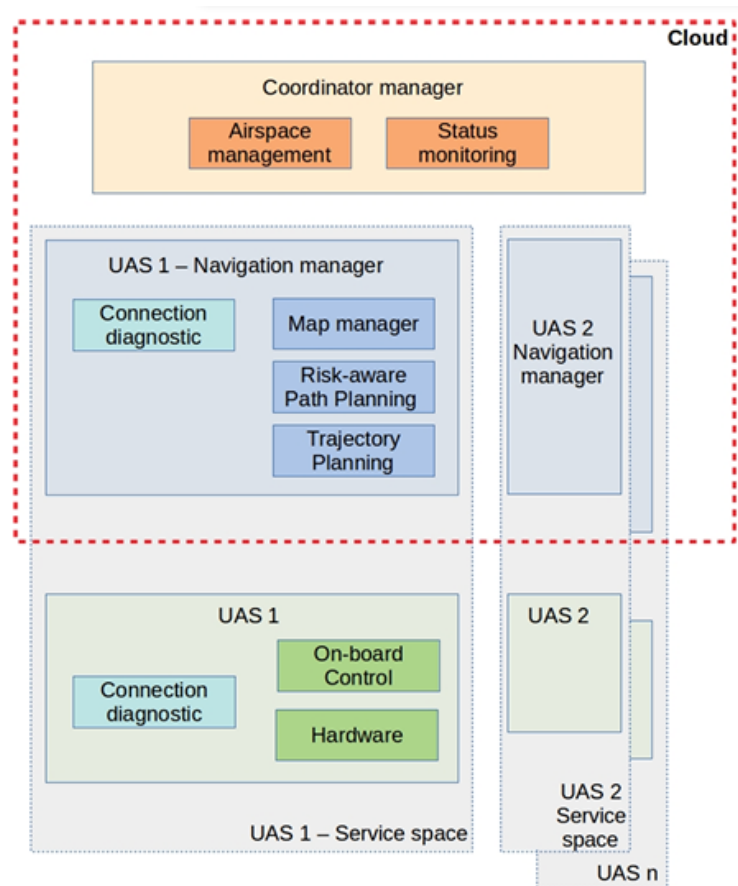 Cloud
Coordinator manager
Airspace
management
Status
monitoring
UAS 1 – Navigation manager
Connection
diagnostic
Map manager
Risk-aware
Path Planning
Trajectory
Planning
UAS 2
Navigation
manager
UAS 1
Connection
diagnostic
On-board
Control
Hardware
UAS 1 – Service space
UAS 2
UAS 2
Service
space
UAS n